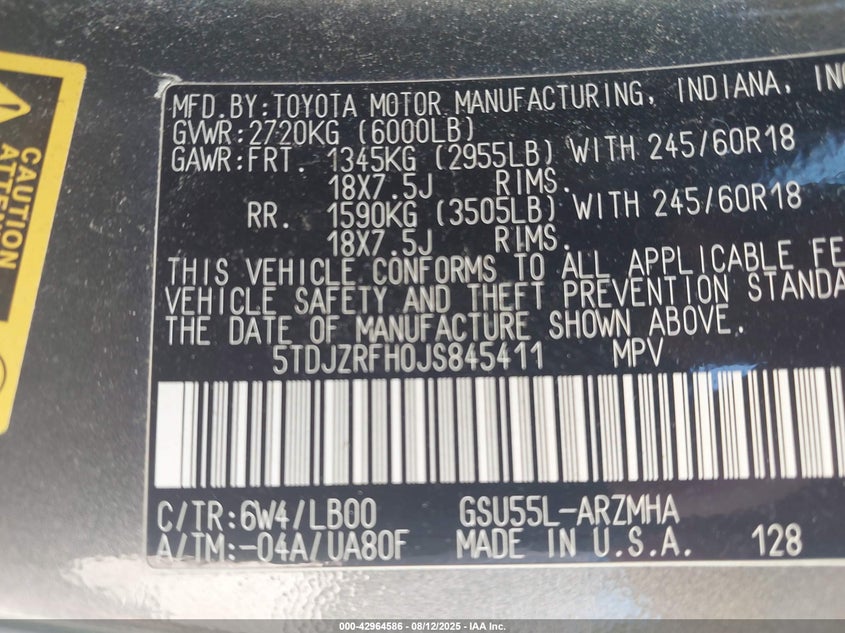 CAUTION
ATTENTION
MFD.BY:TOYOTA MOTOR MANUFACTURING, INDIANA, INC
GVWR:2720KG (6000LB)
GAWR:FRT. 1345KG (2955LB) WITH 245/60R18
18X7.5J RIMS.
RR. 1590KG (3505LB) WITH 245/60R18
18X7.5J RIMS.
THIS VEHICLE CONFORMS TO ALL APPLICABLE FE
VEHICLE SAFETY AND THEFT PREVENTION STANDA
THE DATE OF MANUFACTURE SHOWN ABOVE.
5TDJZRFH0JS845411 MPV
C/TR:6W4/LB00 GSU55L-ARZMHA
A/TM:-04A/UA80F MADE IN U.S.A. 128
000-42964586 - 08/12/2025 - IAA Inc.